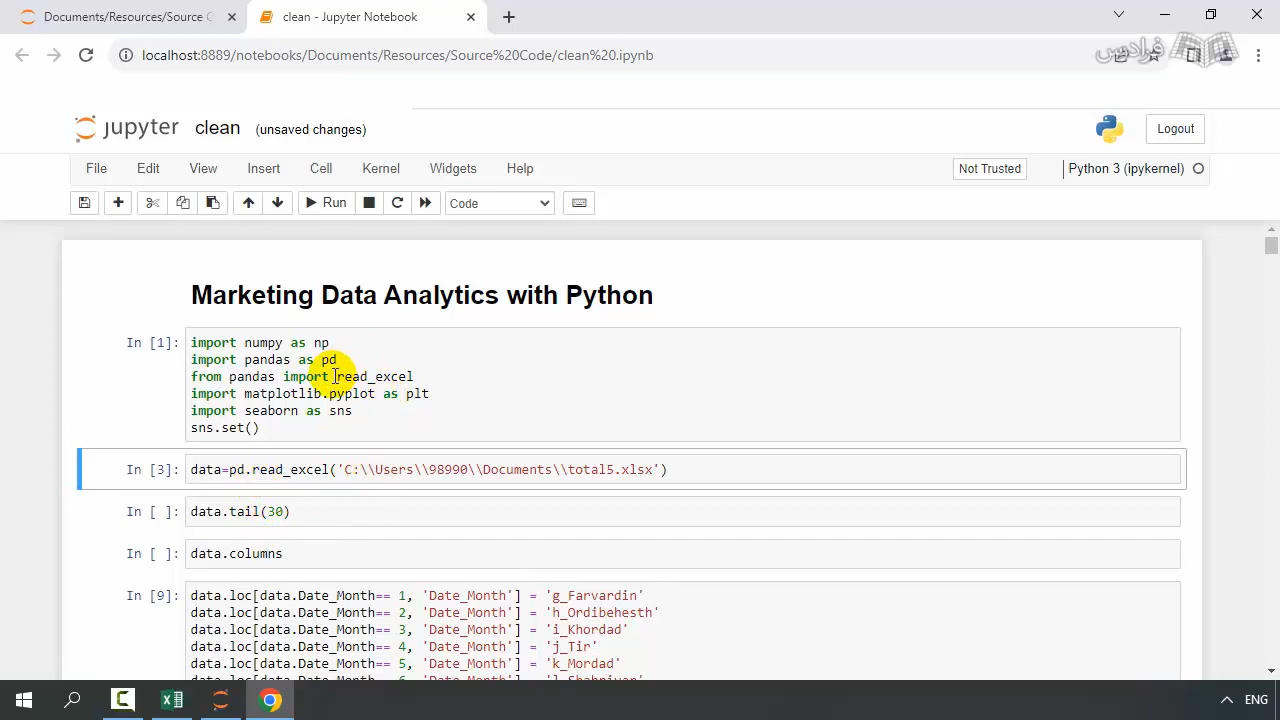 Documents/Resources/Source C
clean - Jupyter Notebook
localhost:8889/notebooks/Documents/Resources/Source%20Code/clean%20.ipynb
فرادرس
jupyter clean (unsaved changes)
Logout
File Edit View Insert Cell Kernel Widgets Help
Not Trusted
Python 3 (ipykernel)
Run
Code
Marketing Data Analytics with Python
In [1]: import numpy as np
import pandas as pd
from pandas import read_excel
import matplotlib.pyplot as plt
import seaborn as sns
sns.set()
In [3]: data=pd.read_excel('C:\\Users\\98990\\Documents\\total5.xlsx')
In [ ]: data.tail(30)
In [ ]: data.columns
In [9]: data.loc[data.Date_Month== 1, 'Date_Month'] = 'g_Farvardin'
data.loc[data.Date_Month== 2, 'Date_Month'] = 'h_Ordibehesth'
data.loc[data.Date_Month== 3, 'Date_Month'] = 'i_Khordad'
data.loc[data.Date_Month== 4, 'Date_Month'] = 'j_Tir'
data.loc[data.Date_Month== 5, 'Date_Month'] = 'k_Mordad'
ENG